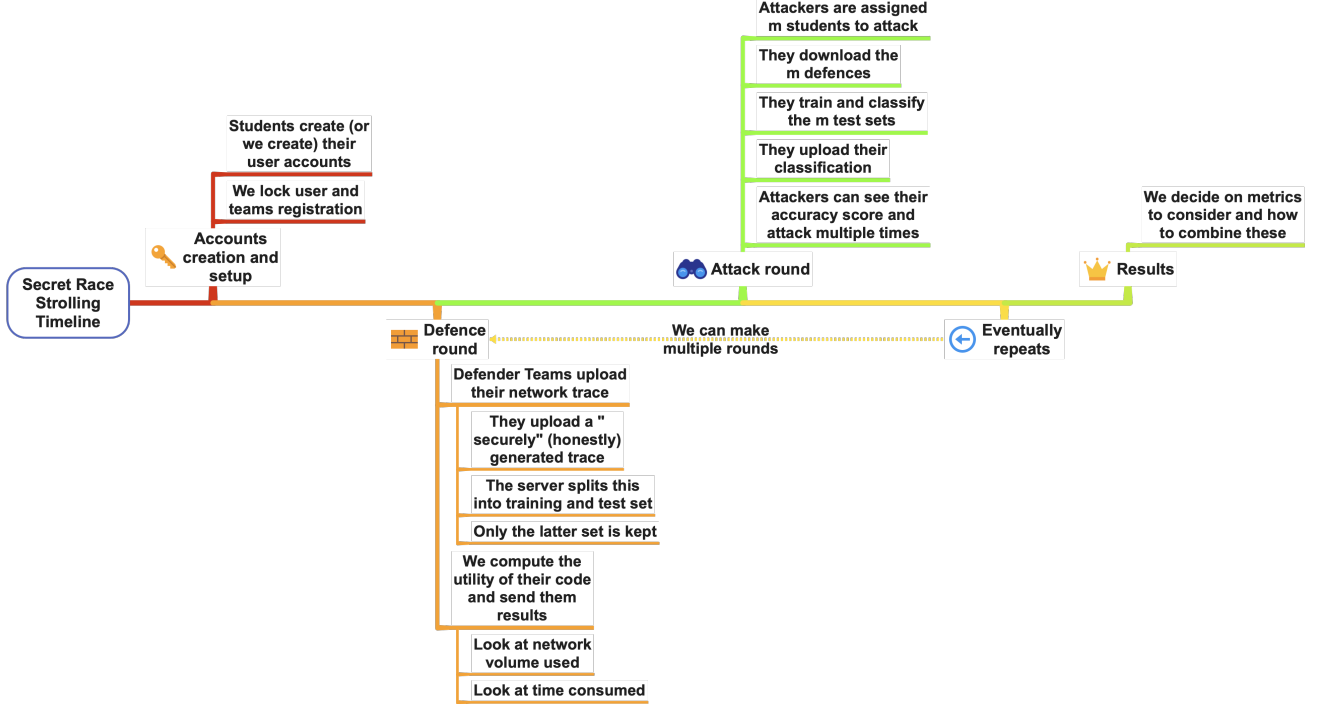 Secret Race
Strolling
Timeline
Students create (or
we create) their
user accounts
We lock user and
teams registration
Accounts
creation and
setup
Defence
round
Defender Teams upload
their network trace
They upload a "
securely" (honestly)
generated trace
The server splits this
into training and test set
Only the latter set is kept
We compute the
utility of their code
and send them
results
Look at network
volume used
Look at time consumed
Attackers are assigned
m students to attack
They download the
m defences
They train and classify
the m test sets
They upload their
classification
Attackers can see their
accuracy score and
attack multiple times
Attack round
We can make
multiple rounds
Eventually
repeats
We decide on metrics
to consider and how
to combine these
Results